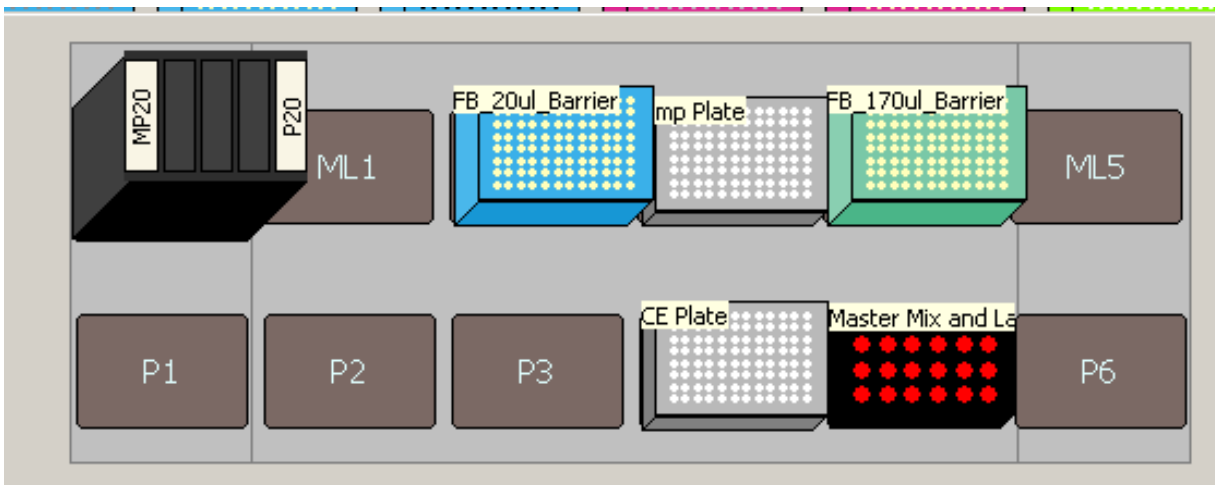 MP20
P20
ML1
FB_20ul_Barrier
mp Plate
FB_170ul_Barrier
ML5
P1
P2
P3
CE Plate
Master Mix and La
P6